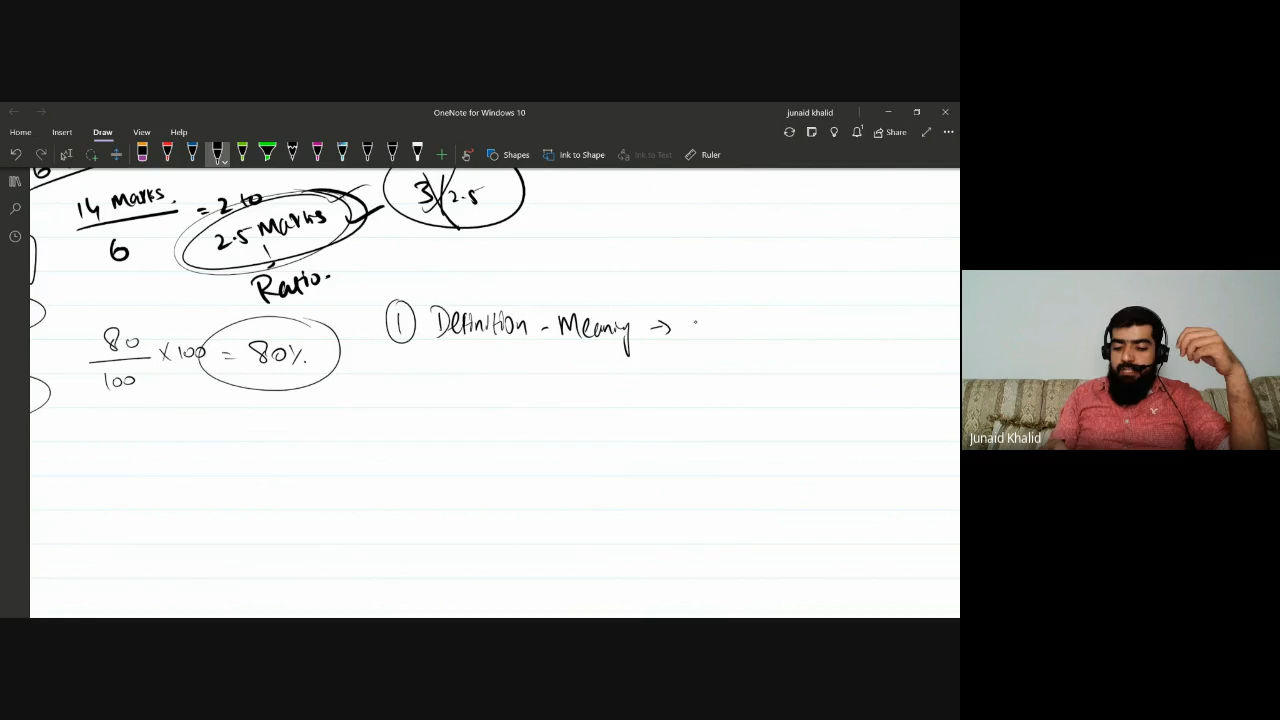 OneNote for Windows 10
junaid khalid
Home Insert Draw View Help
Share
Shapes Ink to Shape Ink to Text Ruler
6
14 Marks. = 2 to
6
2.5 Marks
3 2.5
Ratio.
80
100
× 100 = 80%.
① Definition - Meaning →
Junaid Khalid